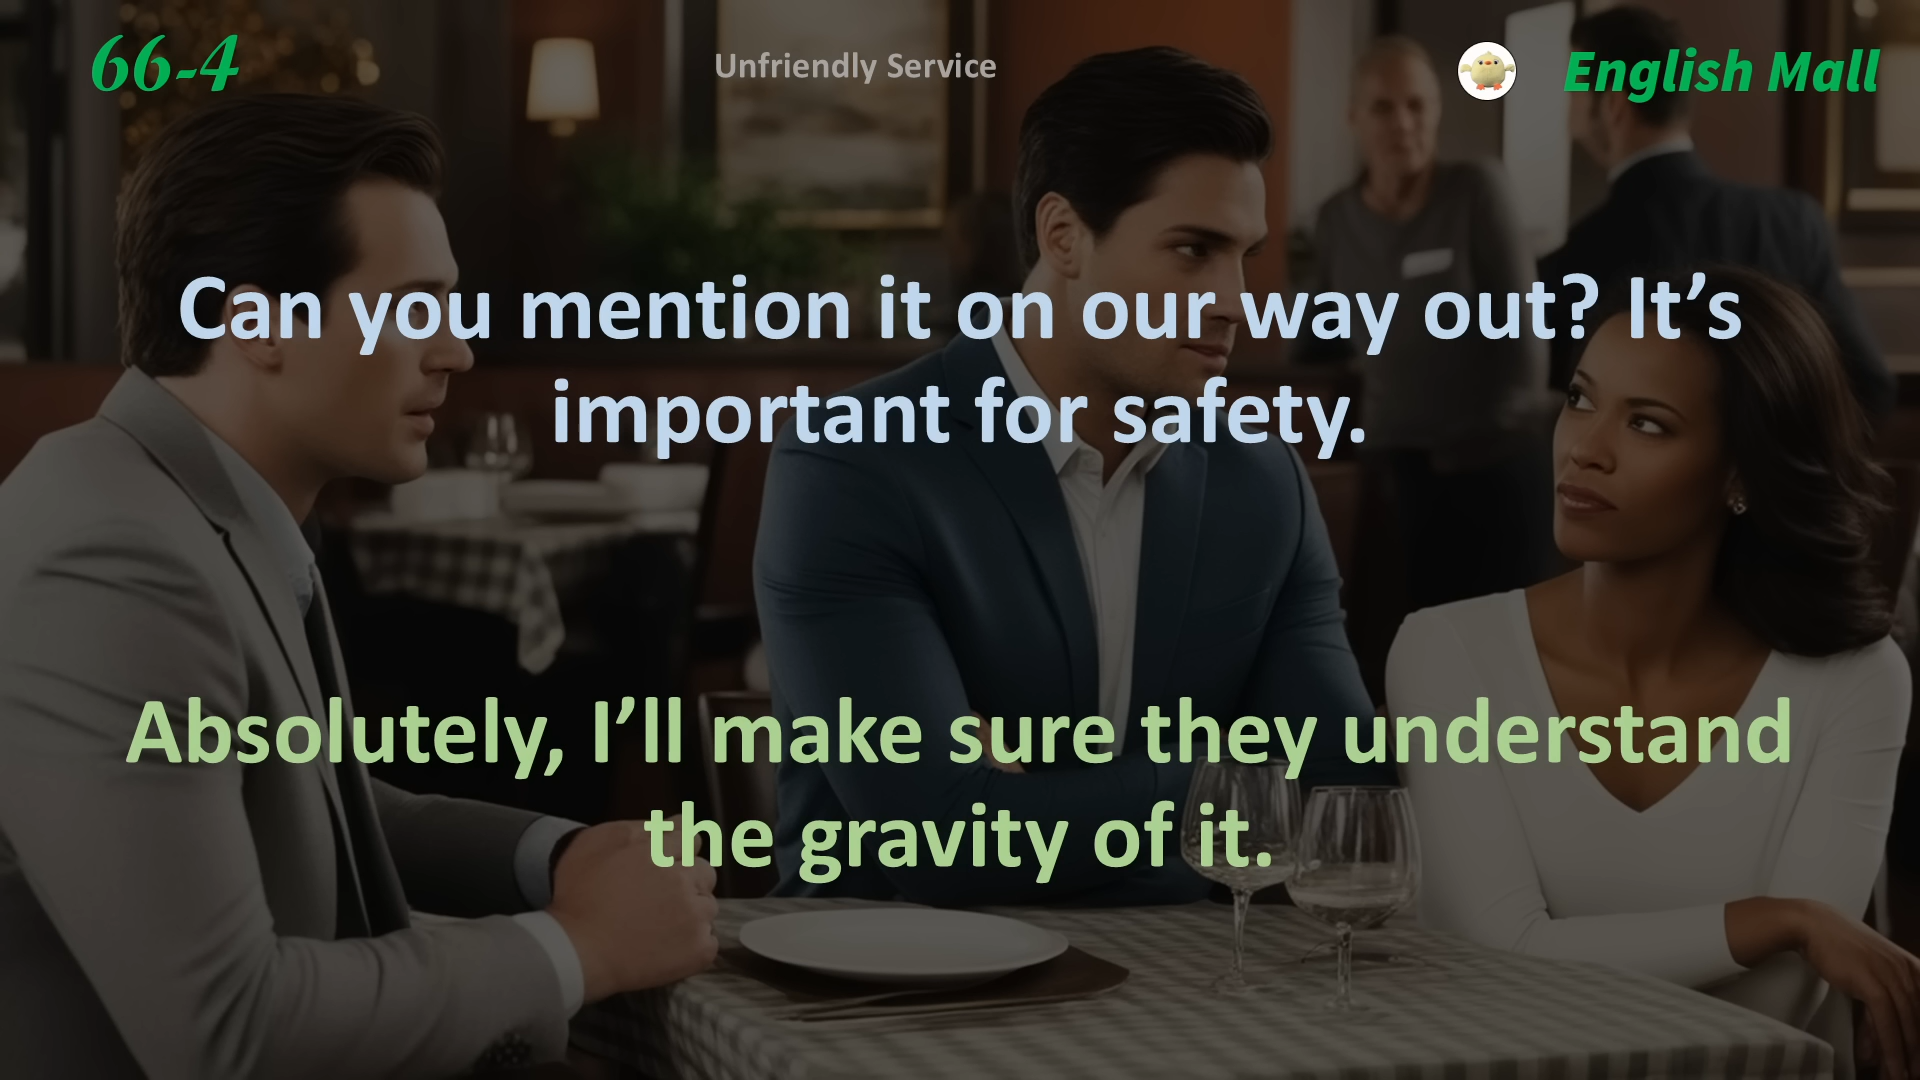 66-4
Unfriendly Service
English Mall
Can you mention it on our way out? It’s
important for safety.
Absolutely, I’ll make sure they understand
the gravity of it.